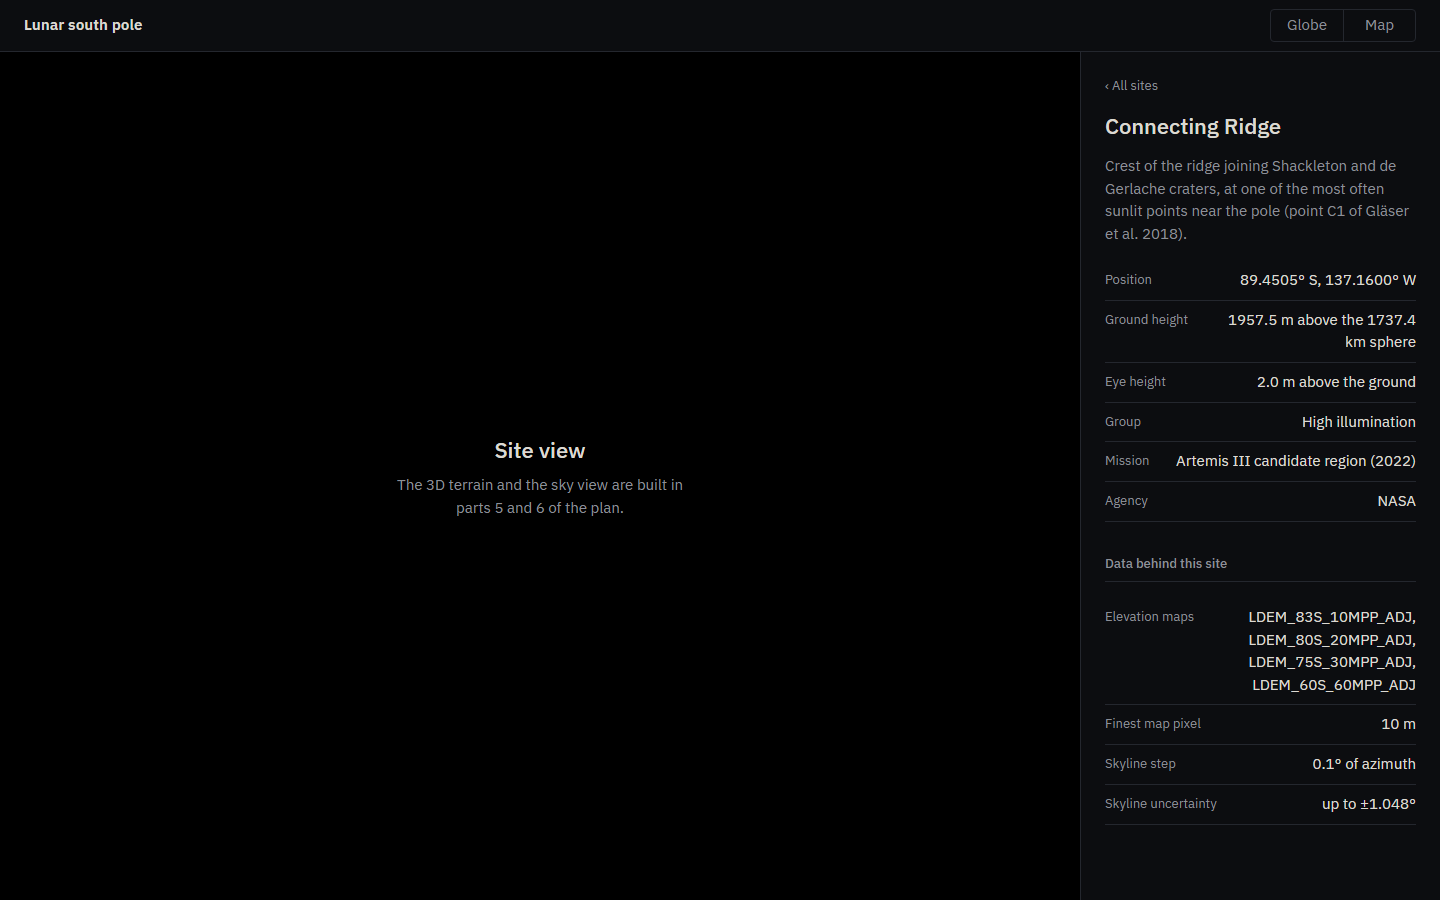 Lunar south pole
Globe
Map
‹ All sites
Connecting Ridge
Crest of the ridge joining Shackleton and de
Gerlache craters, at one of the most often
sunlit points near the pole (point C1 of Gläser
et al. 2018).
Position 89.4505° S, 137.1600° W
Ground height 1957.5 m above the 1737.4
km sphere
Eye height 2.0 m above the ground
Group High illumination
Mission Artemis III candidate region (2022)
Agency NASA
Data behind this site
Elevation maps LDEM_83S_10MPP_ADJ,
LDEM_80S_20MPP_ADJ,
LDEM_75S_30MPP_ADJ,
LDEM_60S_60MPP_ADJ
Finest map pixel 10 m
Skyline step 0.1° of azimuth
Skyline uncertainty up to ±1.048°
Site view
The 3D terrain and the sky view are built in
parts 5 and 6 of the plan.